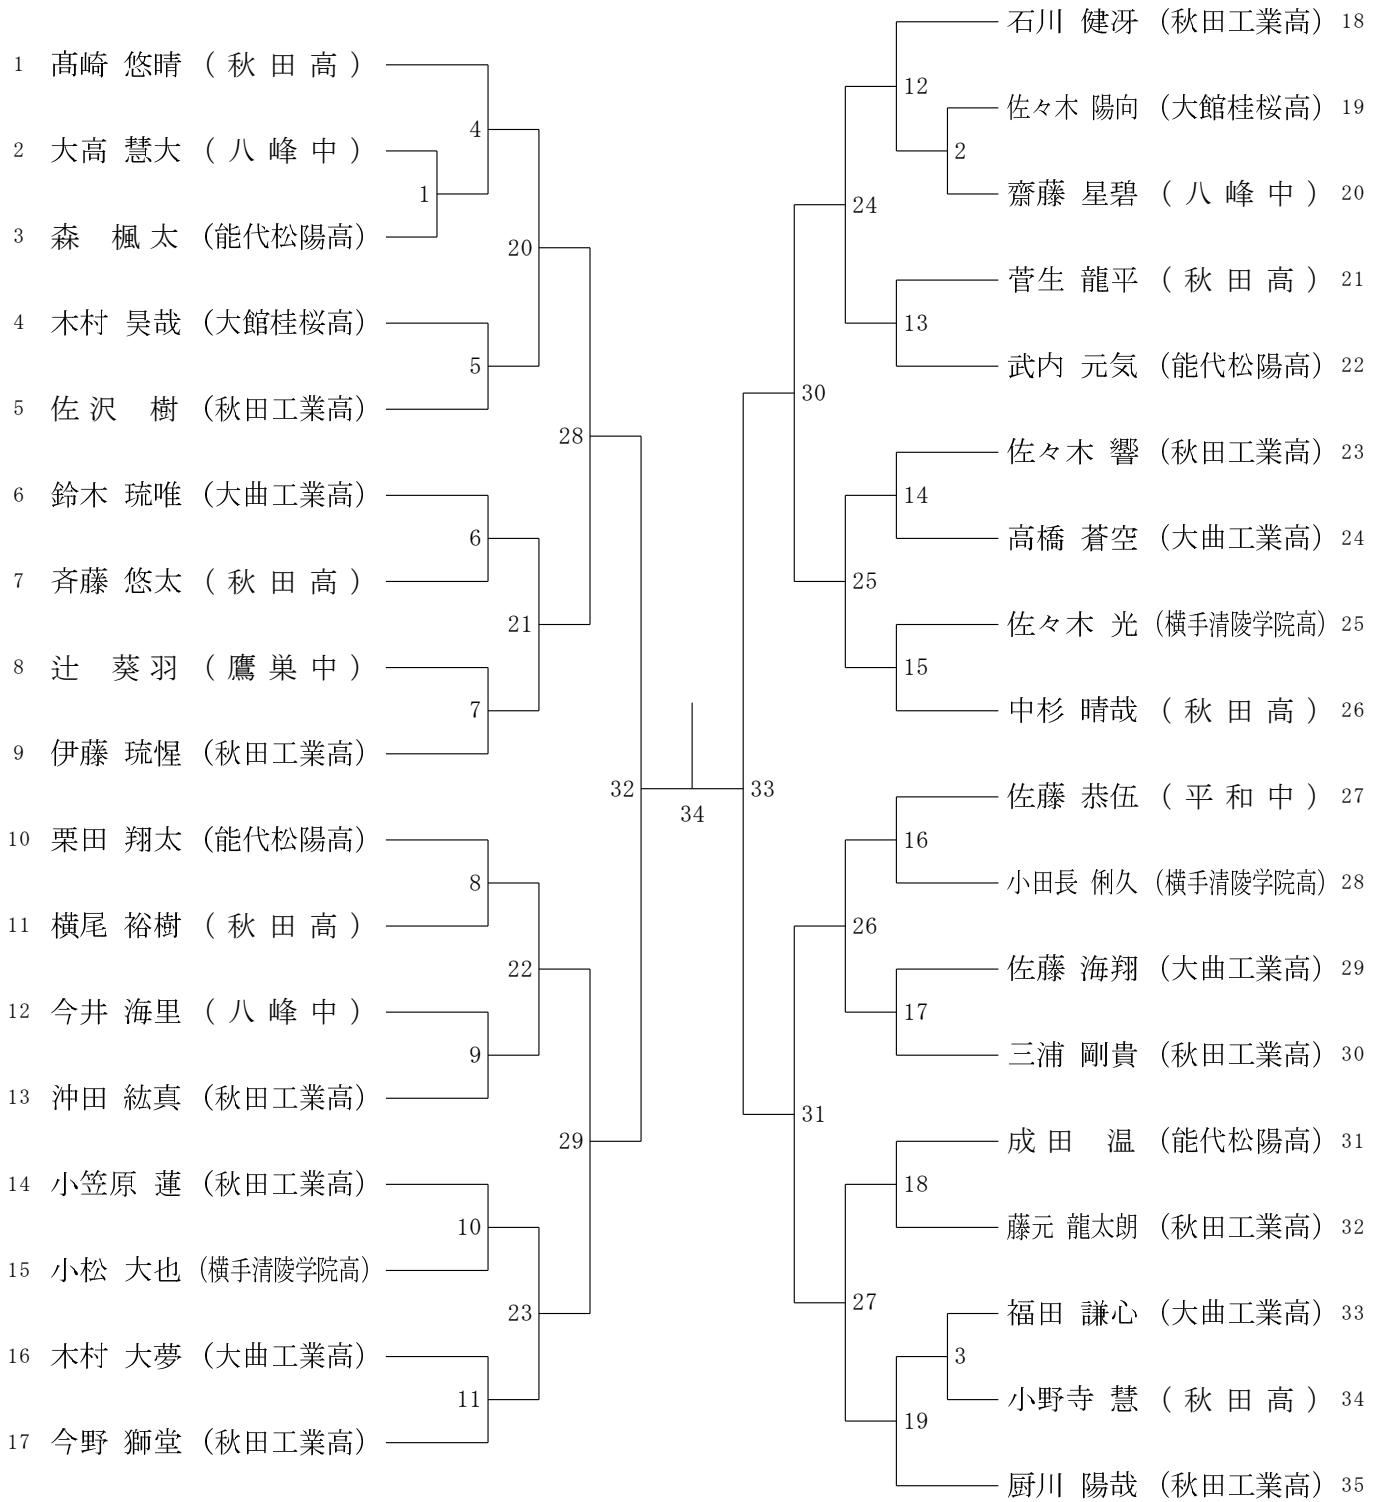 1 髙崎 悠晴 ( 秋 田 高 )
2 大高 慧大 ( 八 峰 中 )
3 森 楓太 (能代松陽高)
4 木村 昊哉 (大館桂桜高)
5 佐沢 樹 (秋田工業高)
6 鈴木 琉唯 (大曲工業高)
7 斉藤 悠太 ( 秋 田 高 )
8 辻 葵羽 ( 鷹 巣 中 )
9 伊藤 琉惺 (秋田工業高)
10 栗田 翔太 (能代松陽高)
11 横尾 裕樹 ( 秋 田 高 )
12 今井 海里 ( 八 峰 中 )
13 沖田 紘真 (秋田工業高)
14 小笠原 蓮 (秋田工業高)
15 小松 大也 (横手清陵学院高)
16 木村 大夢 (大曲工業高)
17 今野 獅堂 (秋田工業高)
4
1
20
5
28
6
21
7
32
8
22
9
29
10
23
11
34
33
12
2
24
13
30
14
25
15
16
26
17
31
18
27
3
19
石川 健冴 (秋田工業高) 18
佐々木 陽向 (大館桂桜高) 19
齋藤 星碧 ( 八 峰 中 ) 20
菅生 龍平 ( 秋 田 高 ) 21
武内 元気 (能代松陽高) 22
佐々木 響 (秋田工業高) 23
高橋 蒼空 (大曲工業高) 24
佐々木 光 (横手清陵学院高) 25
中杉 晴哉 ( 秋 田 高 ) 26
佐藤 恭伍 ( 平 和 中 ) 27
小田長 俐久 (横手清陵学院高) 28
佐藤 海翔 (大曲工業高) 29
三浦 剛貴 (秋田工業高) 30
成田 温 (能代松陽高) 31
藤元 龍太朗 (秋田工業高) 32
福田 謙心 (大曲工業高) 33
小野寺 慧 ( 秋 田 高 ) 34
厨川 陽哉 (秋田工業高) 35